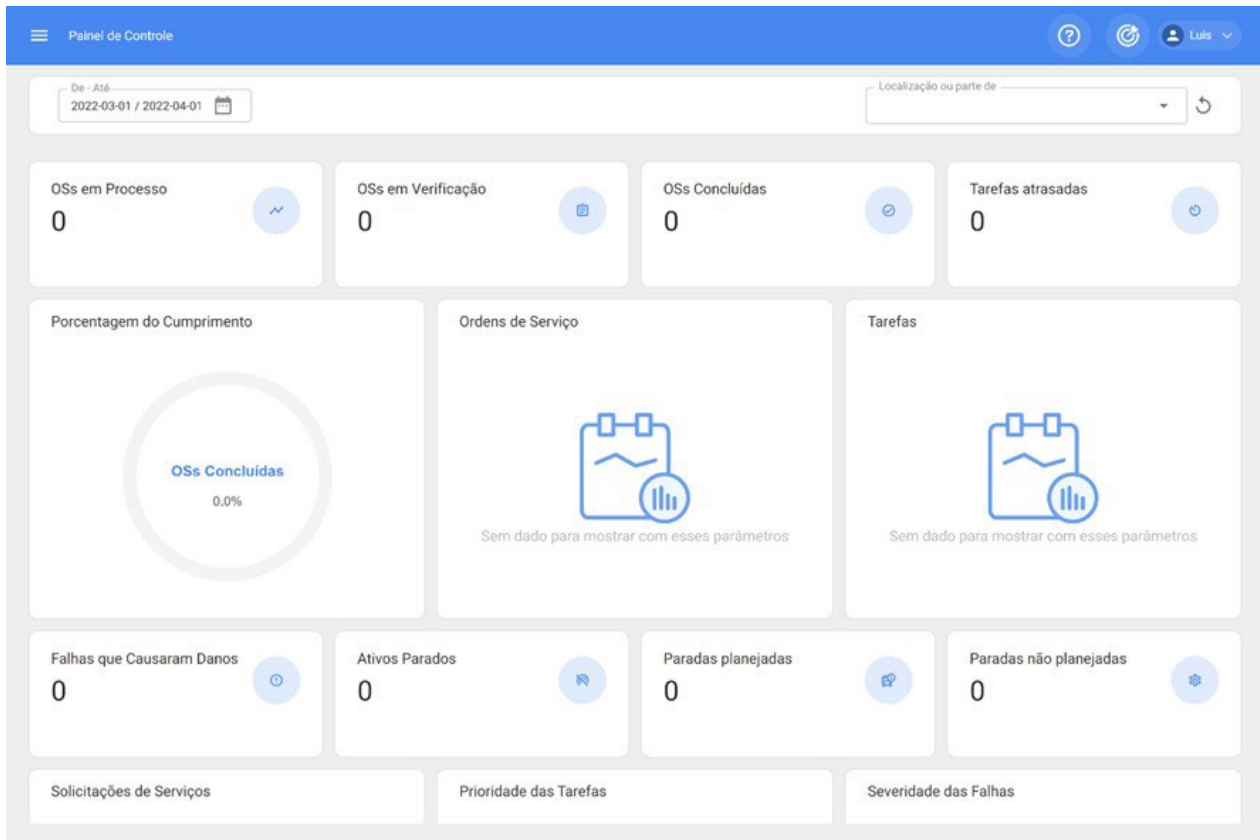 Painel de Controle
Luis
De - Até
2022-03-01 / 2022-04-01
Localização ou parte de
OSs em Processo
0
OSs em Verificação
0
OSs Concluídas
0
Tarefas atrasadas
0
Porcentagem do Cumprimento
OSs Concluídas
0.0%
Ordens de Serviço
Sem dado para mostrar com esses parâmetros
Tarefas
Sem dado para mostrar com esses parâmetros
Falhas que Causaram Danos
0
Ativos Parados
0
Paradas planejadas
0
Paradas não planejadas
0
Solicitações de Serviços
Prioridade das Tarefas
Severidade das Falhas